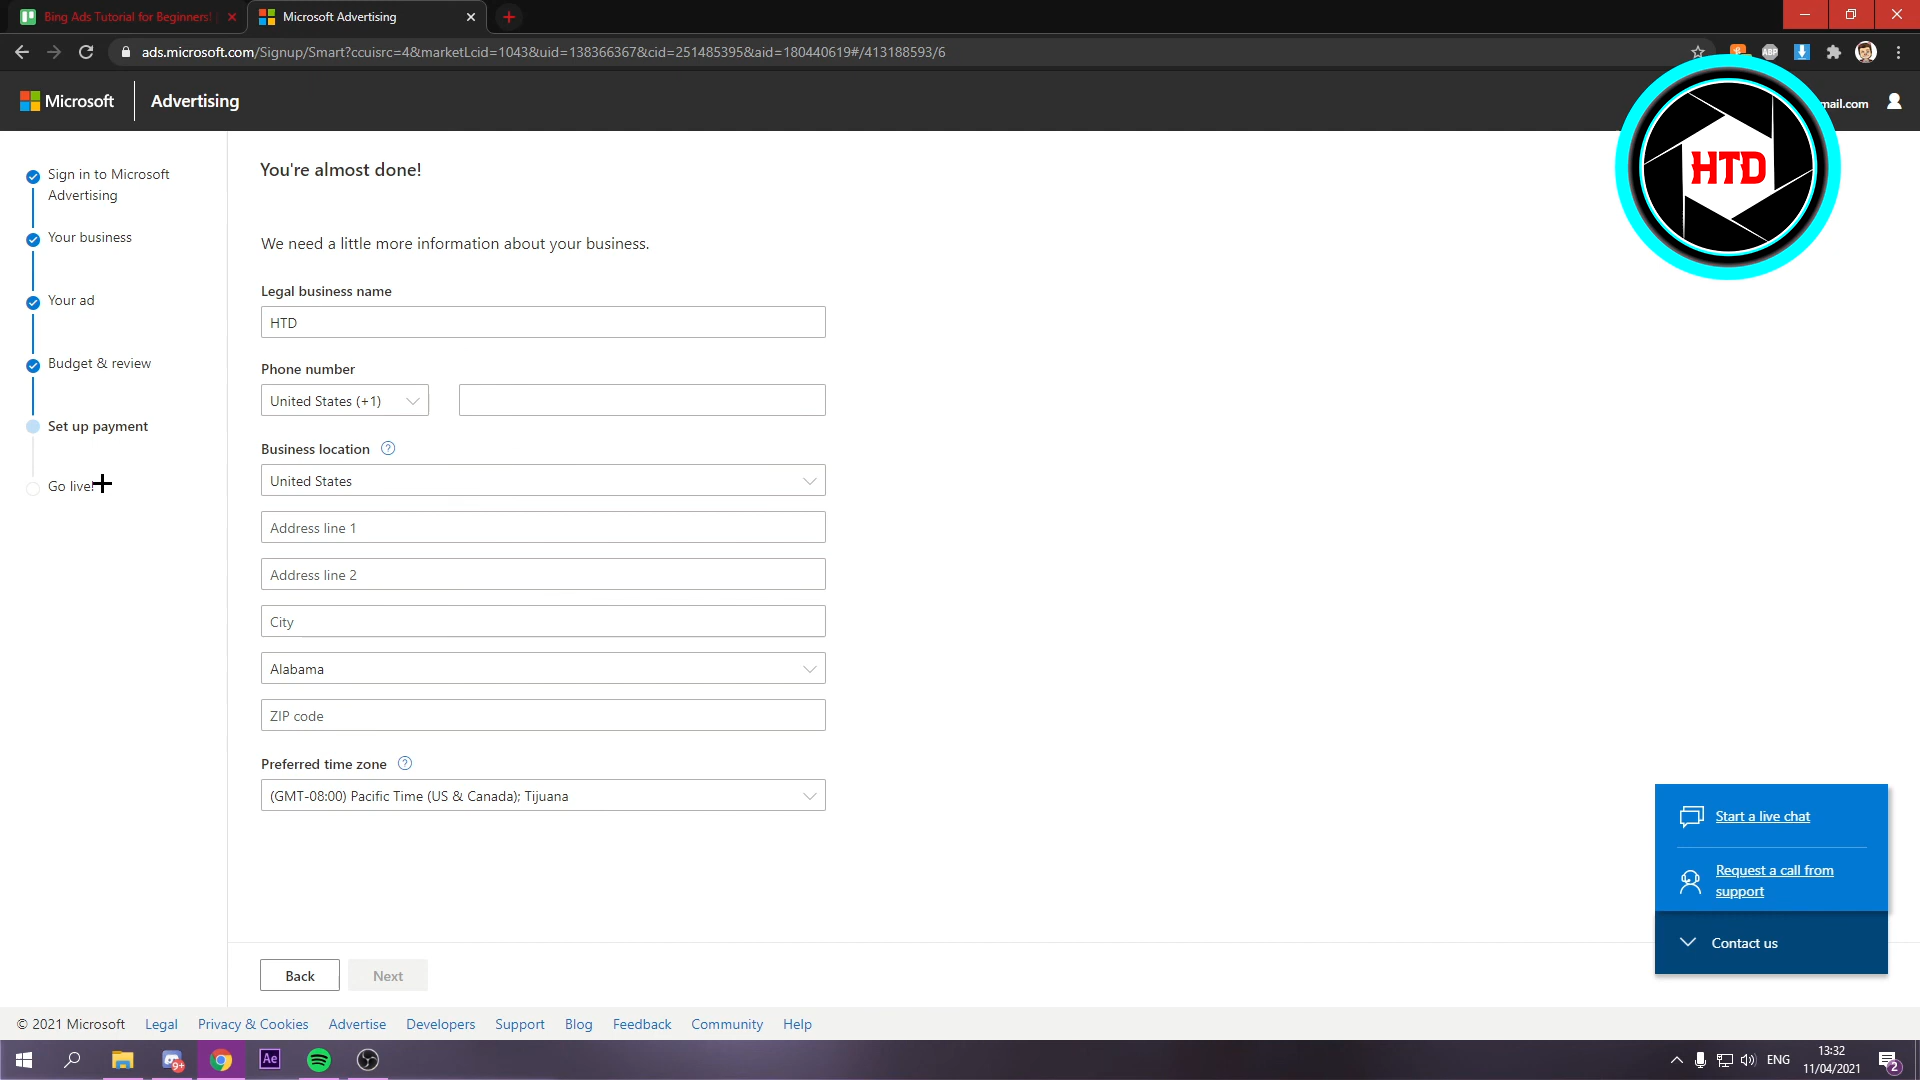 Bing Ads Tutorial for Beginners!
Microsoft Advertising
ads.microsoft.com/Signup/Smart?ccuisrc=4&marketLcid=1043&uid=138366367&cid=251485395&aid=180440619#/413188593/6
ABP
Microsoft
Advertising
mail.com
HTD
Sign in to Microsoft
Advertising
Your business
Your ad
Budget & review
Set up payment
Go live!
You're almost done!
We need a little more information about your business.
Legal business name
HTD
Phone number
United States (+1)
Business location
United States
Address line 1
Address line 2
City
Alabama
ZIP code
Preferred time zone
(GMT-08:00) Pacific Time (US & Canada); Tijuana
Back
Next
Start a live chat
Request a call from
support
Contact us
© 2021 Microsoft Legal Privacy & Cookies Advertise Developers Support Blog Feedback Community Help
9+
Ae
ENG
13:32
11/04/2021
2